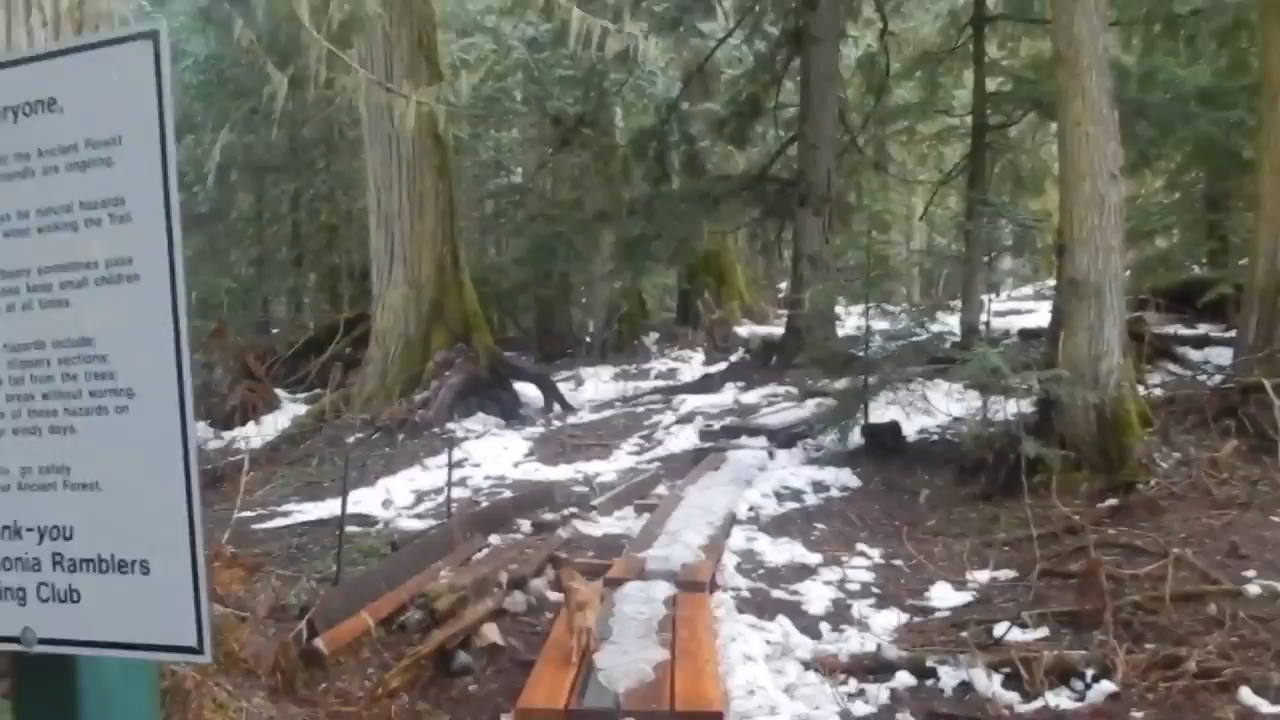 ryone,
the Ancient Forest
are ongoing.
be natural hazards
when walking the Trail.
sometimes pass
keep small children
at all times.
hazards include:
slippery sections;
fall from the trees;
break without warning,
of these hazards on
windy days.
go safely
Ancient Forest.
nk-you
onia Ramblers
ing Club